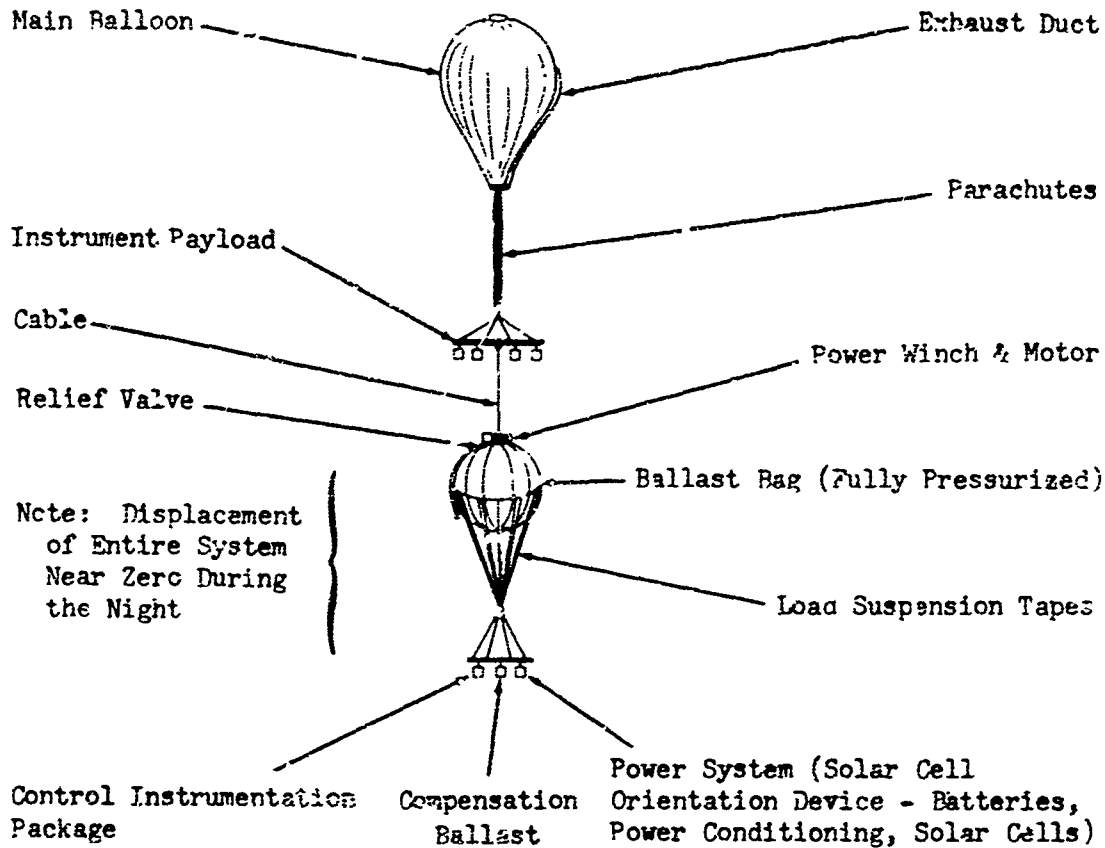 Main Balloon
Exhaust Duct
Parachutes
Instrument Payload
Cable
Power Winch & Motor
Relief Valve
Ballast Bag (Fully Pressurized)
Note: Displacement
of Entire System
Near Zero During
the Night
Load Suspension Tapes
Control Instrumentation
Package
Compensation
Ballast
Power System (Solar Cell
Orientation Device - Batteries,
Power Conditioning, Solar Cells)